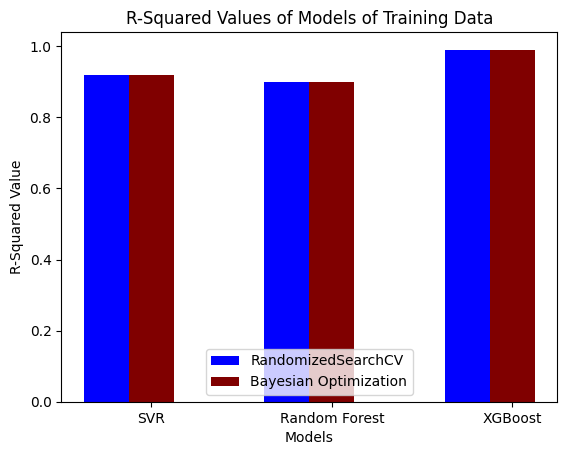 R-Squared Values of Models of Training Data
R-Squared Value
1.0
0.8
0.6
0.4
0.2
0.0
RandomizedSearchCV
Bayesian Optimization
SVR
Random Forest
XGBoost
Models